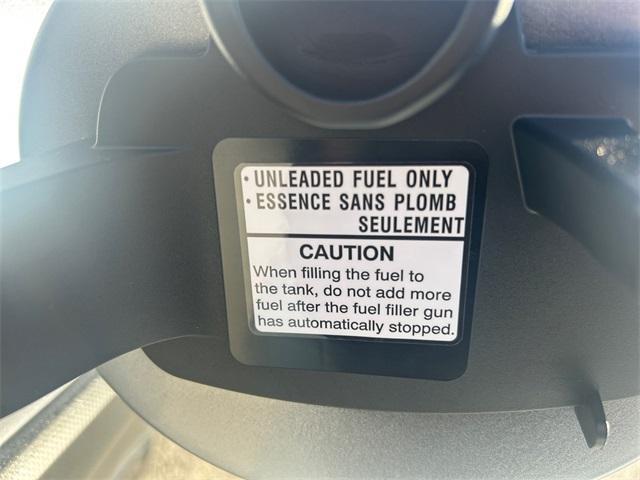 · UNLEADED FUEL ONLY
· ESSENCE SANS PLOMB
SEULEMENT
CAUTION
When filling the fuel to
the tank, do not add more
fuel after the fuel filler gun
has automatically stopped.